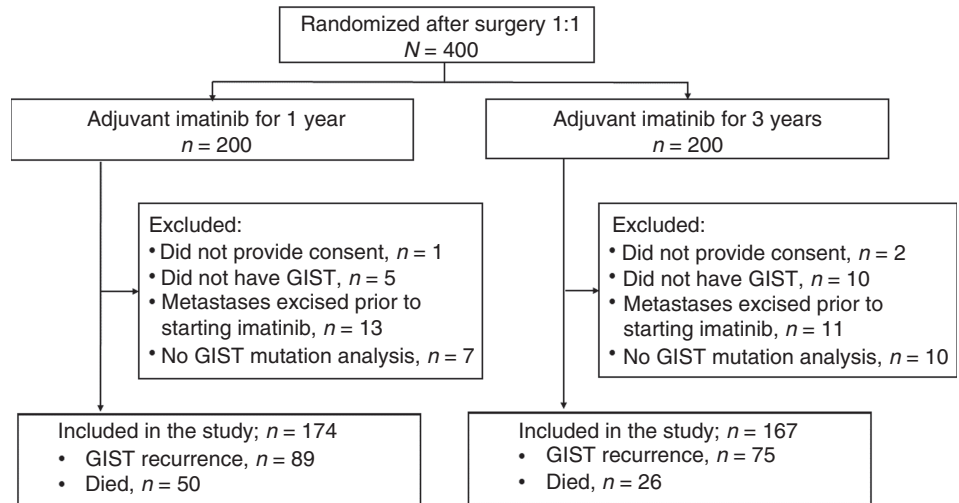 Randomized after surgery 1:1
N = 400
Adjuvant imatinib for 1 year
n = 200
Adjuvant imatinib for 3 years
n = 200
Excluded:
• Did not provide consent, n = 1
• Did not have GIST, n = 5
• Metastases excised prior to
starting imatinib, n = 13
• No GIST mutation analysis, n = 7
Excluded:
• Did not provide consent, n = 2
• Did not have GIST, n = 10
• Metastases excised prior to
starting imatinib, n = 11
• No GIST mutation analysis, n = 10
Included in the study; n = 174
• GIST recurrence, n = 89
• Died, n = 50
Included in the study; n = 167
• GIST recurrence, n = 75
• Died, n = 26